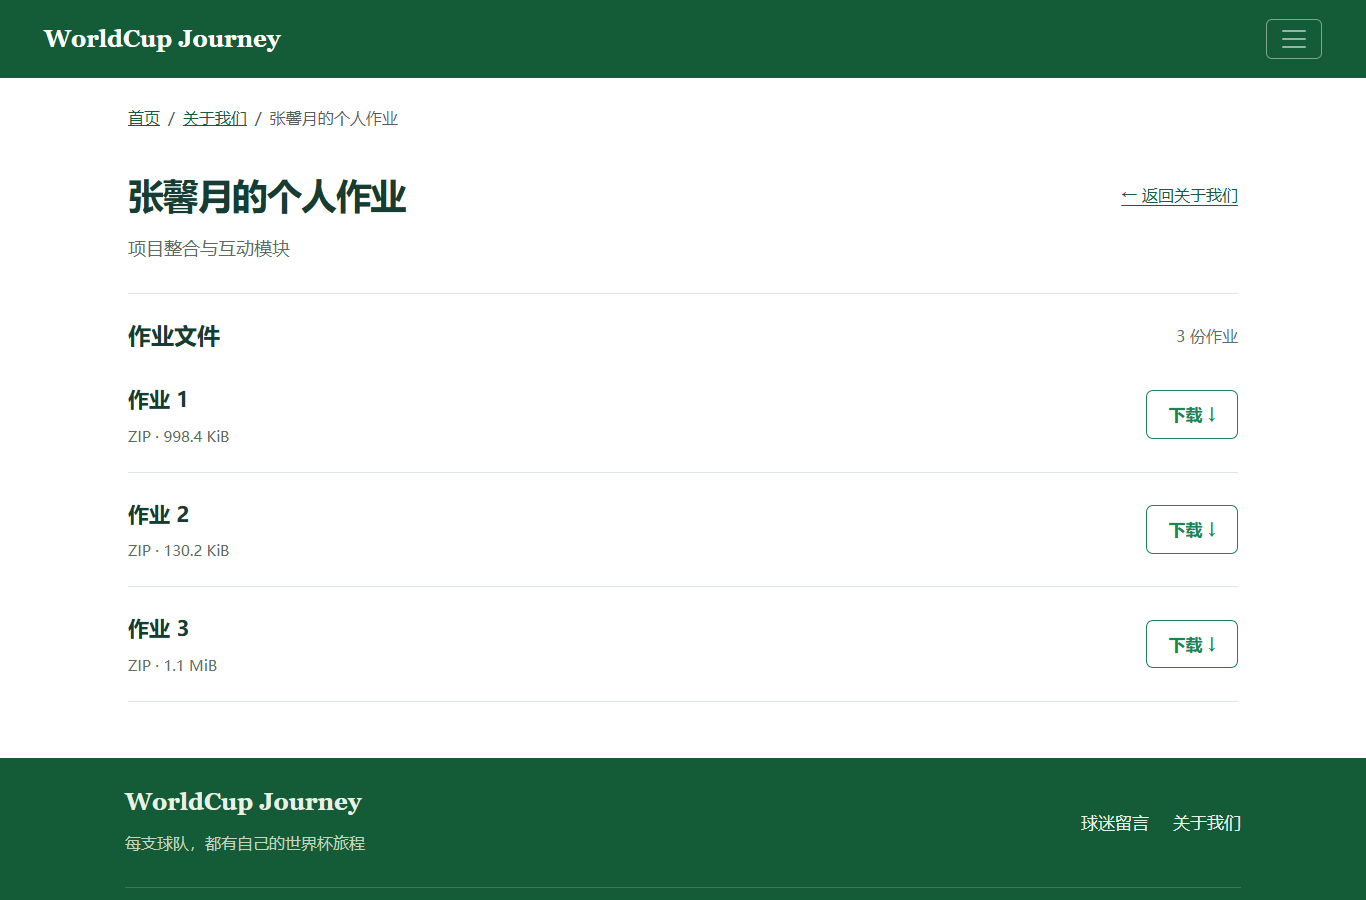 WorldCup Journey
首页 / 关于我们 / 张馨月的个人作业
张馨月的个人作业
← 返回关于我们
项目整合与互动模块
作业文件
3 份作业
作业 1
ZIP · 998.4 KiB
下载 ↓
作业 2
ZIP · 130.2 KiB
下载 ↓
作业 3
ZIP · 1.1 MiB
下载 ↓
WorldCup Journey
每支球队，都有自己的世界杯旅程
球迷留言 关于我们